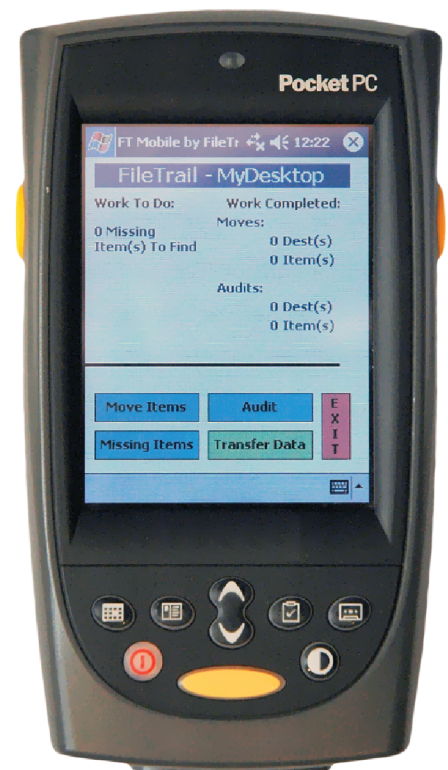 Pocket PC
FT Mobile by FileTr 12:22
FileTrail - MyDesktop
Work To Do: Work Completed:
0 Missing
Item(s) To Find
Moves:
0 Dest(s)
0 Item(s)
Audits:
0 Dest(s)
0 Item(s)
Move Items Audit
Missing Items Transfer Data
EXIT